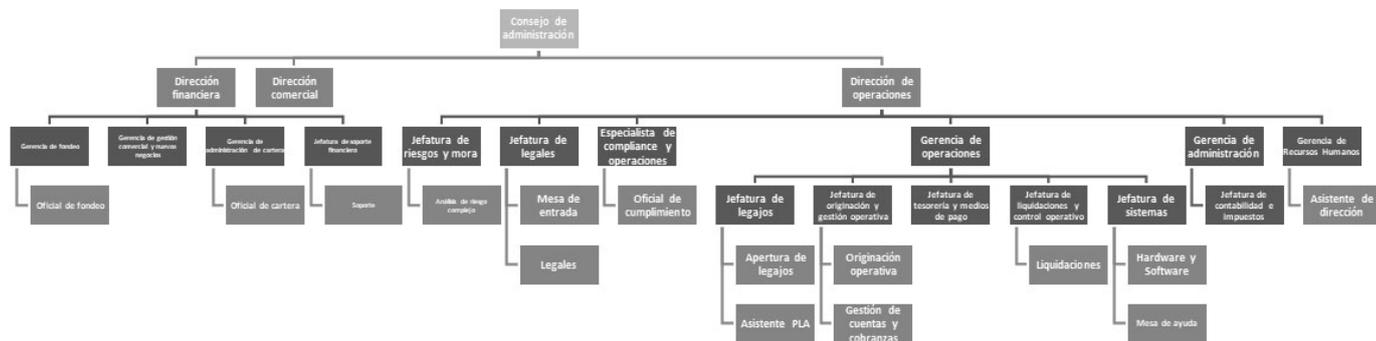 Consejo de
administración
Dirección
financiera
Dirección
comercial
Dirección de
operaciones
Gerencia de fondeo
Gerencia de gestión
comercial y nuevos
negocios
Gerencia de
administración de cartera
Jefatura de soporte
financiero
Jefatura de
riesgos y mora
Jefatura de
legales
Especialista de
compliance y
operaciones
Gerencia de
operaciones
Gerencia de
administración
Gerencia de
Recursos Humanos
Oficial de fondeo
Oficial de cartera
Soporte
Análisis de riesgo
complejo
Mesa de
entrada
Legales
Oficial de
cumplimiento
Jefatura de
legajos
Jefatura de
originación y
gestión operativa
Jefatura de
tesorería y medios
de pago
Jefatura de
liquidaciones y
control operativo
Jefatura de
sistemas
Jefatura de
contabilidad e
impuestos
Asistente de
dirección
Apertura de
legajos
Originación
operativa
Liquidaciones
Hardware y
Software
Asistente PLA
Gestión de
cuentas y
cobranzas
Mesa de ayuda